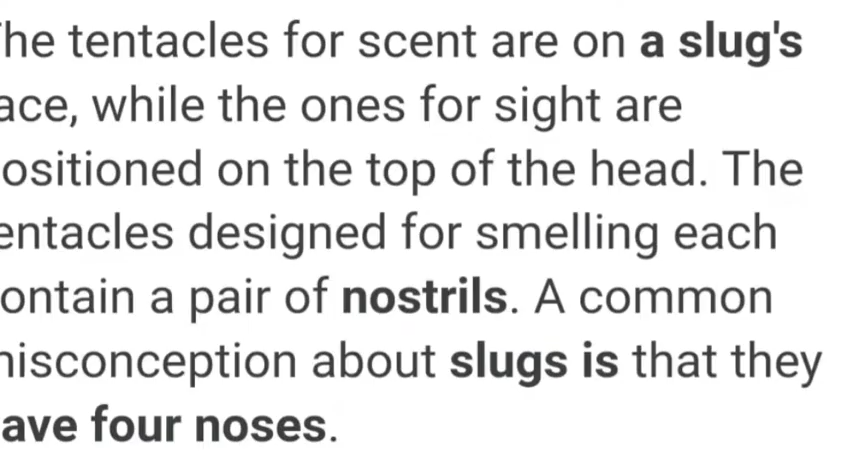 he tentacles for scent are on a slug's
ace, while the ones for sight are
ositioned on the top of the head. The
entacles designed for smelling each
ontain a pair of nostrils. A common
nisconception about slugs is that they
ave four noses.